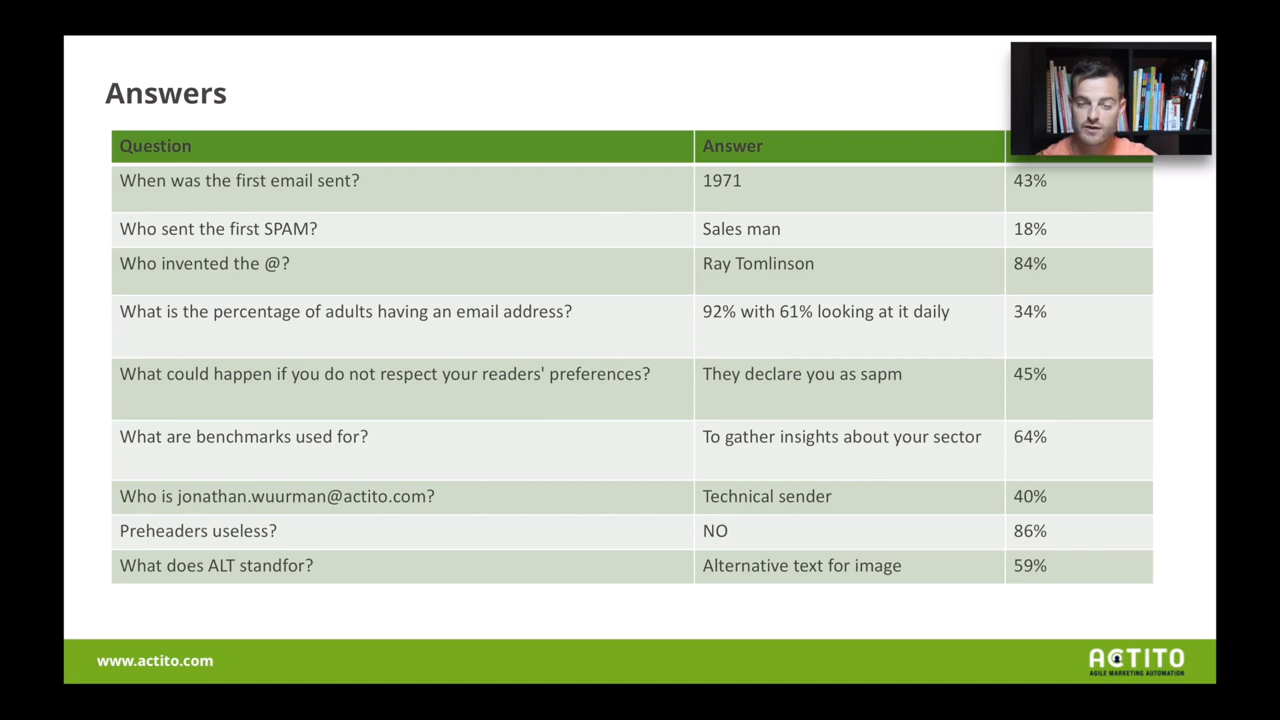 Answers
Question Answer
When was the first email sent? 1971 43%
Who sent the first SPAM? Sales man 18%
Who invented the @? Ray Tomlinson 84%
What is the percentage of adults having an email address? 92% with 61% looking at it daily 34%
What could happen if you do not respect your readers' preferences? They declare you as sapm 45%
What are benchmarks used for? To gather insights about your sector 64%
Who is jonathan.wuurman@actito.com? Technical sender 40%
Preheaders useless? NO 86%
What does ALT standfor? Alternative text for image 59%
www.actito.com
ACTITO
AGILE MARKETING AUTOMATION